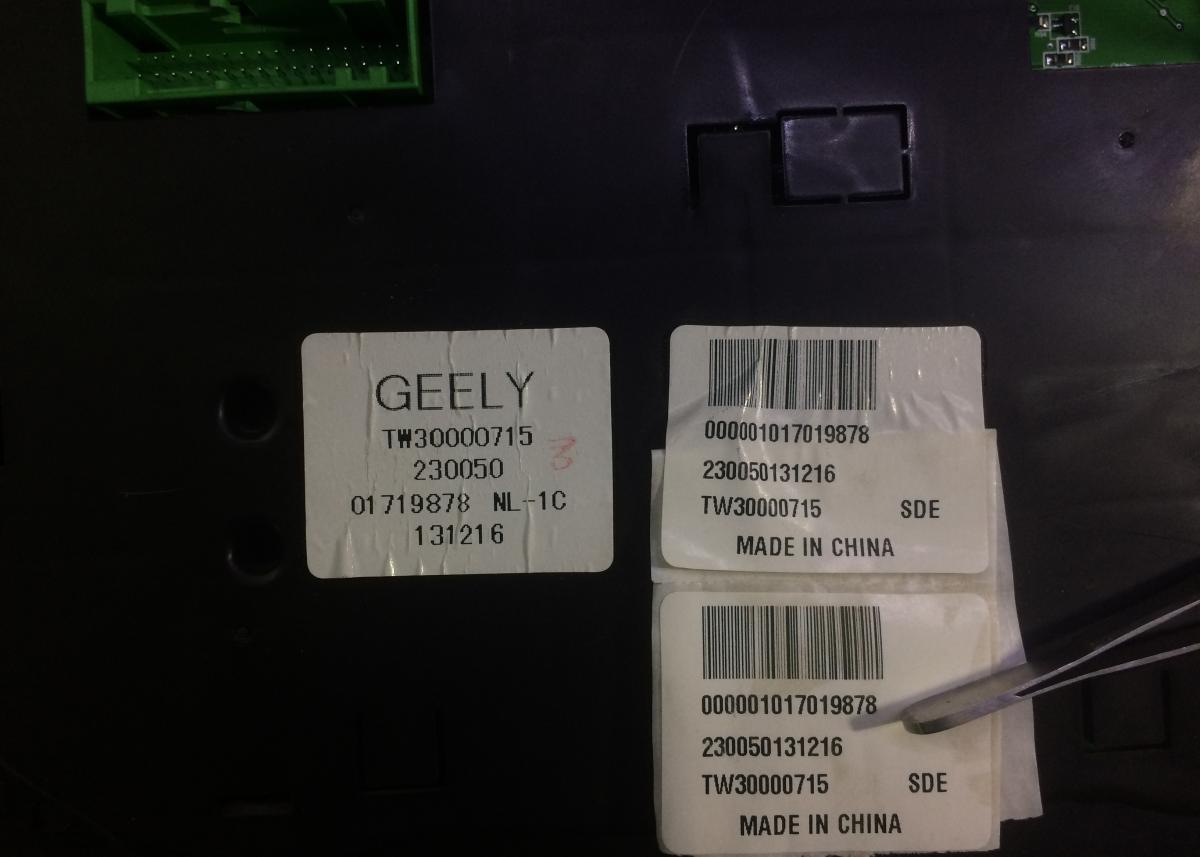 GEELY
TW30000715
230050
3
01719878 NL-1C
131216
000001017019878
230050131216
TW30000715 SDE
MADE IN CHINA
000001017019878
230050131216
TW30000715 SDE
MADE IN CHINA